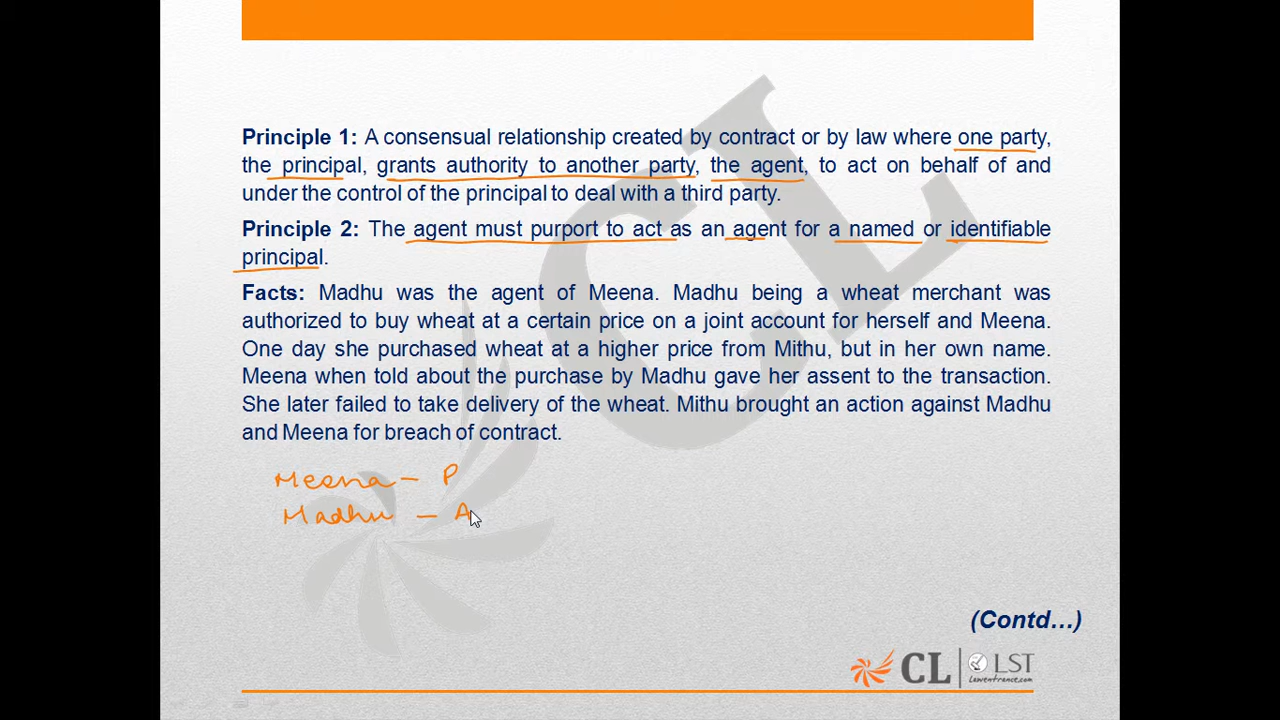 Principle 1: A consensual relationship created by contract or by law where one party,
the principal, grants authority to another party, the agent, to act on behalf of and
under the control of the principal to deal with a third party.
Principle 2: The agent must purport to act as an agent for a named or identifiable
principal.
Facts: Madhu was the agent of Meena. Madhu being a wheat merchant was
authorized to buy wheat at a certain price on a joint account for herself and Meena.
One day she purchased wheat at a higher price from Mithu, but in her own name.
Meena when told about the purchase by Madhu gave her assent to the transaction.
She later failed to take delivery of the wheat. Mithu brought an action against Madhu
and Meena for breach of contract.
Meena - P
Madhu - A
(Contd...)
CL LST
Lawentrance.com
CL